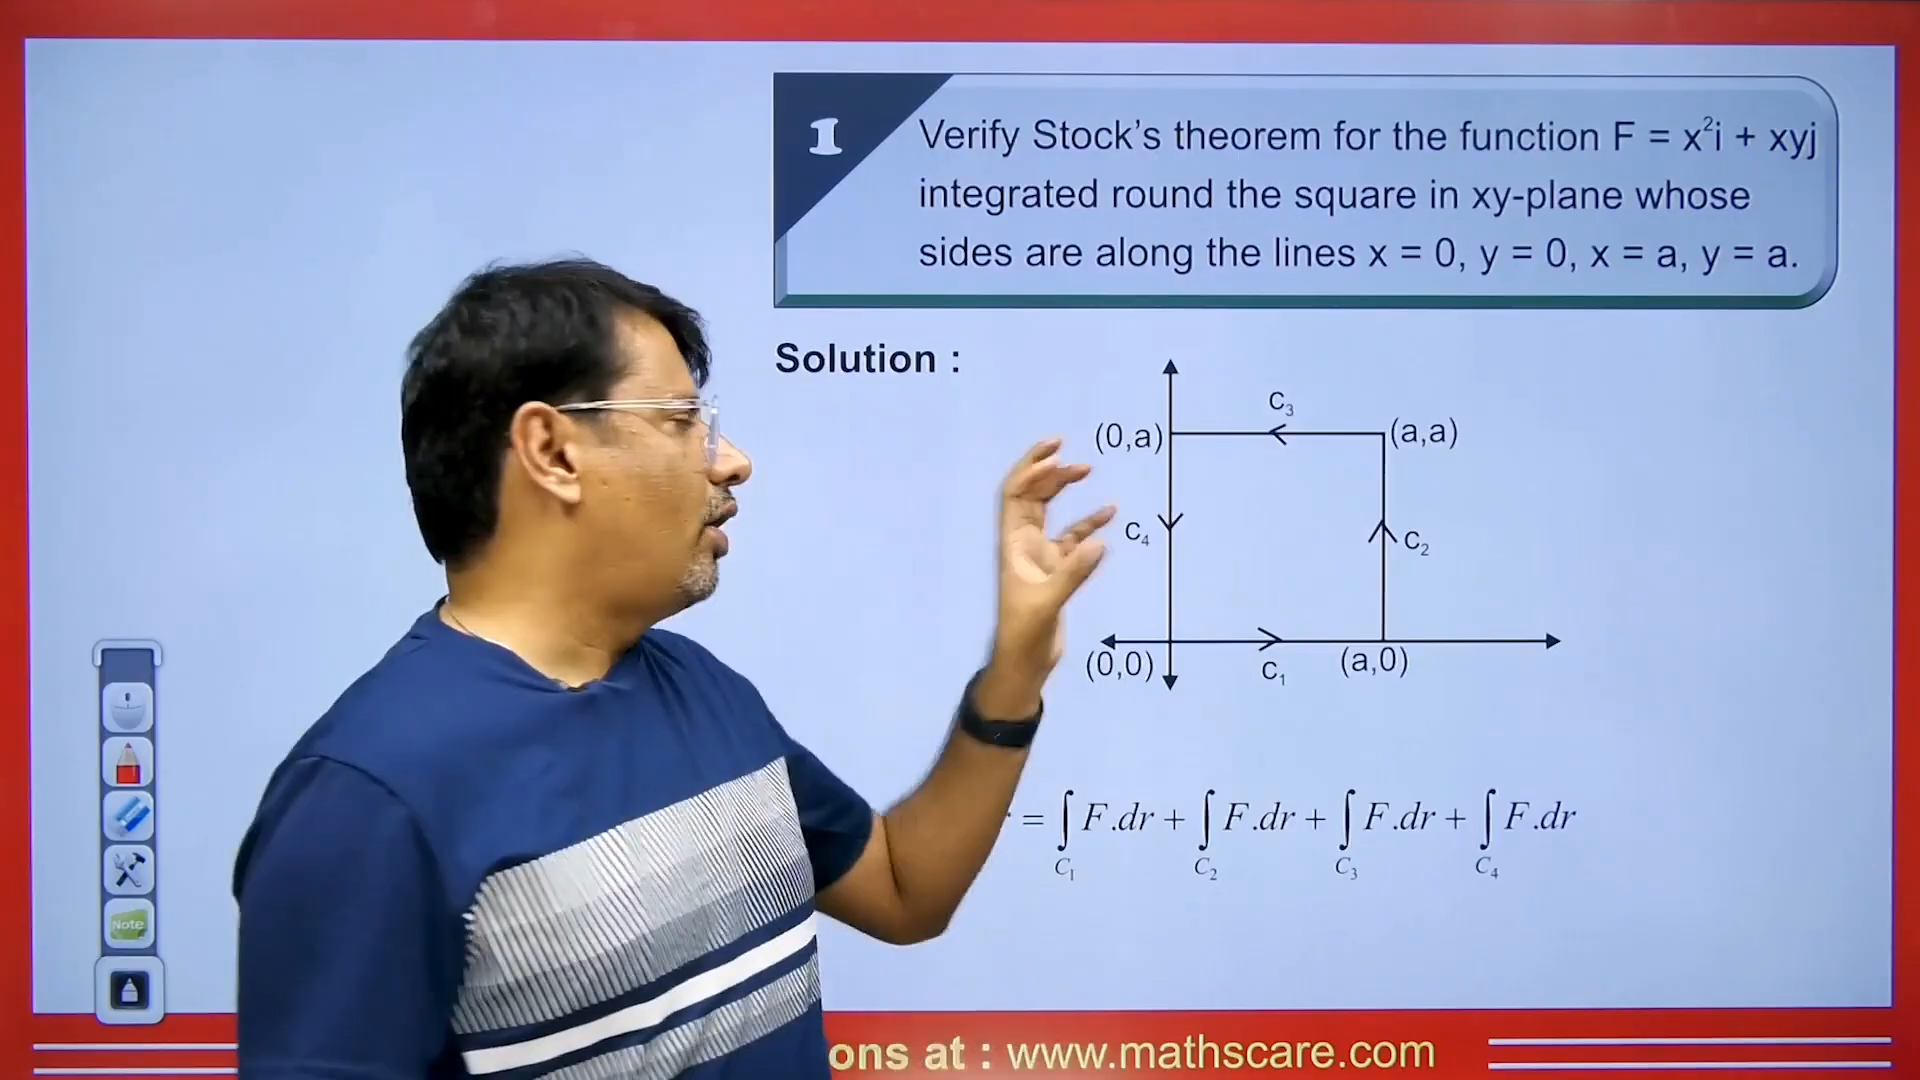 1
Verify Stock's theorem for the function F = x²i + xyj
integrated round the square in xy-plane whose
sides are along the lines x = 0, y = 0, x = a, y = a.
Solution :
C₃
(0,a)
(a,a)
C₄
C₂
(0,0)
C₁
(a,0)
= ∫F.dr + ∫F.dr + ∫F.dr + ∫F.dr
C₁ C₂ C₃ C₄
Note
ons at : www.mathscare.com